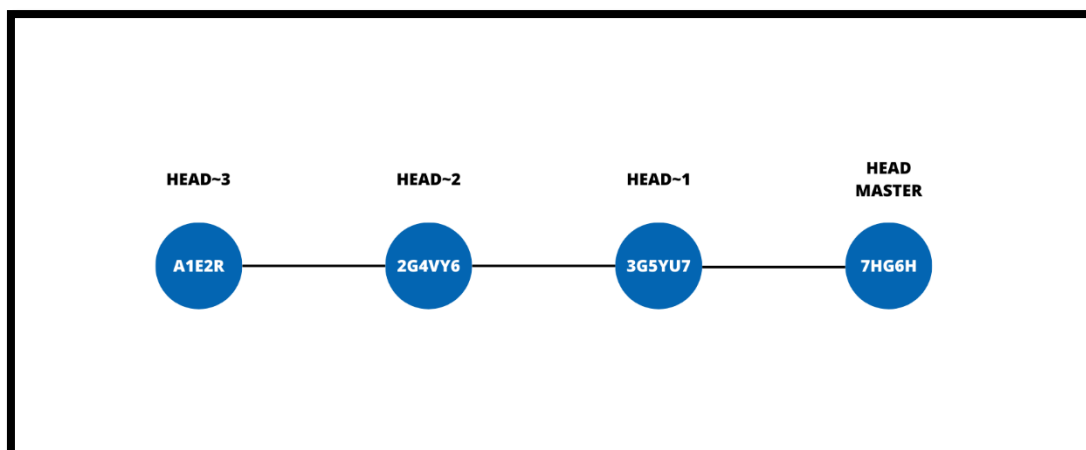 HEAD~3
HEAD~2
HEAD~1
HEAD
MASTER
A1E2R
2G4VY6
3G5YU7
7HG6H